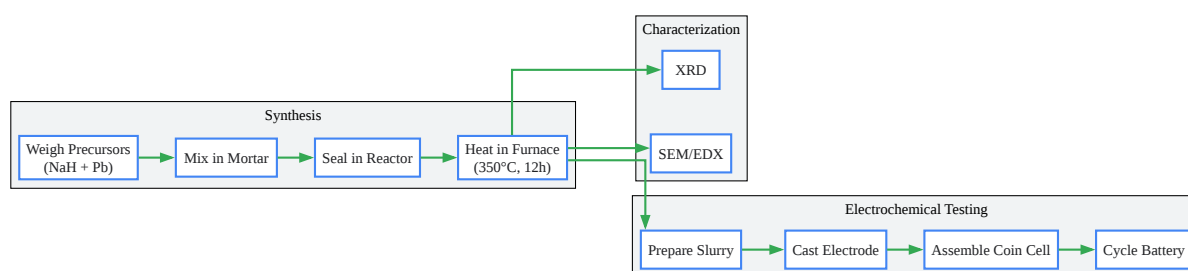 Characterization
XRD
Synthesis
Weigh Precursors
(NaH + Pb)
Mix in Mortar
Seal in Reactor
Heat in Furnace
(350°C, 12h)
SEM/EDX
Electrochemical Testing
Prepare Slurry
Cast Electrode
Assemble Coin Cell
Cycle Battery